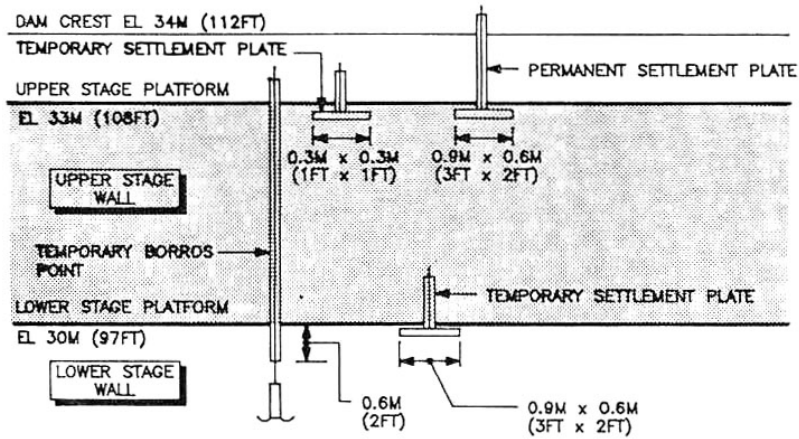 DAM CREST EL 34M (112FT)
TEMPORARY SETTLEMENT PLATE
PERMANENT SETTLEMENT PLATE
UPPER STAGE PLATFORM
EL 33M (108FT)
0.3M x 0.3M
(1FT x 1FT)
0.9M x 0.6M
(3FT x 2FT)
UPPER STAGE
WALL
TEMPORARY BORROS
POINT
TEMPORARY SETTLEMENT PLATE
LOWER STAGE PLATFORM
EL 30M (97FT)
LOWER STAGE
WALL
0.6M
(2FT)
0.9M x 0.6M
(3FT x 2FT)